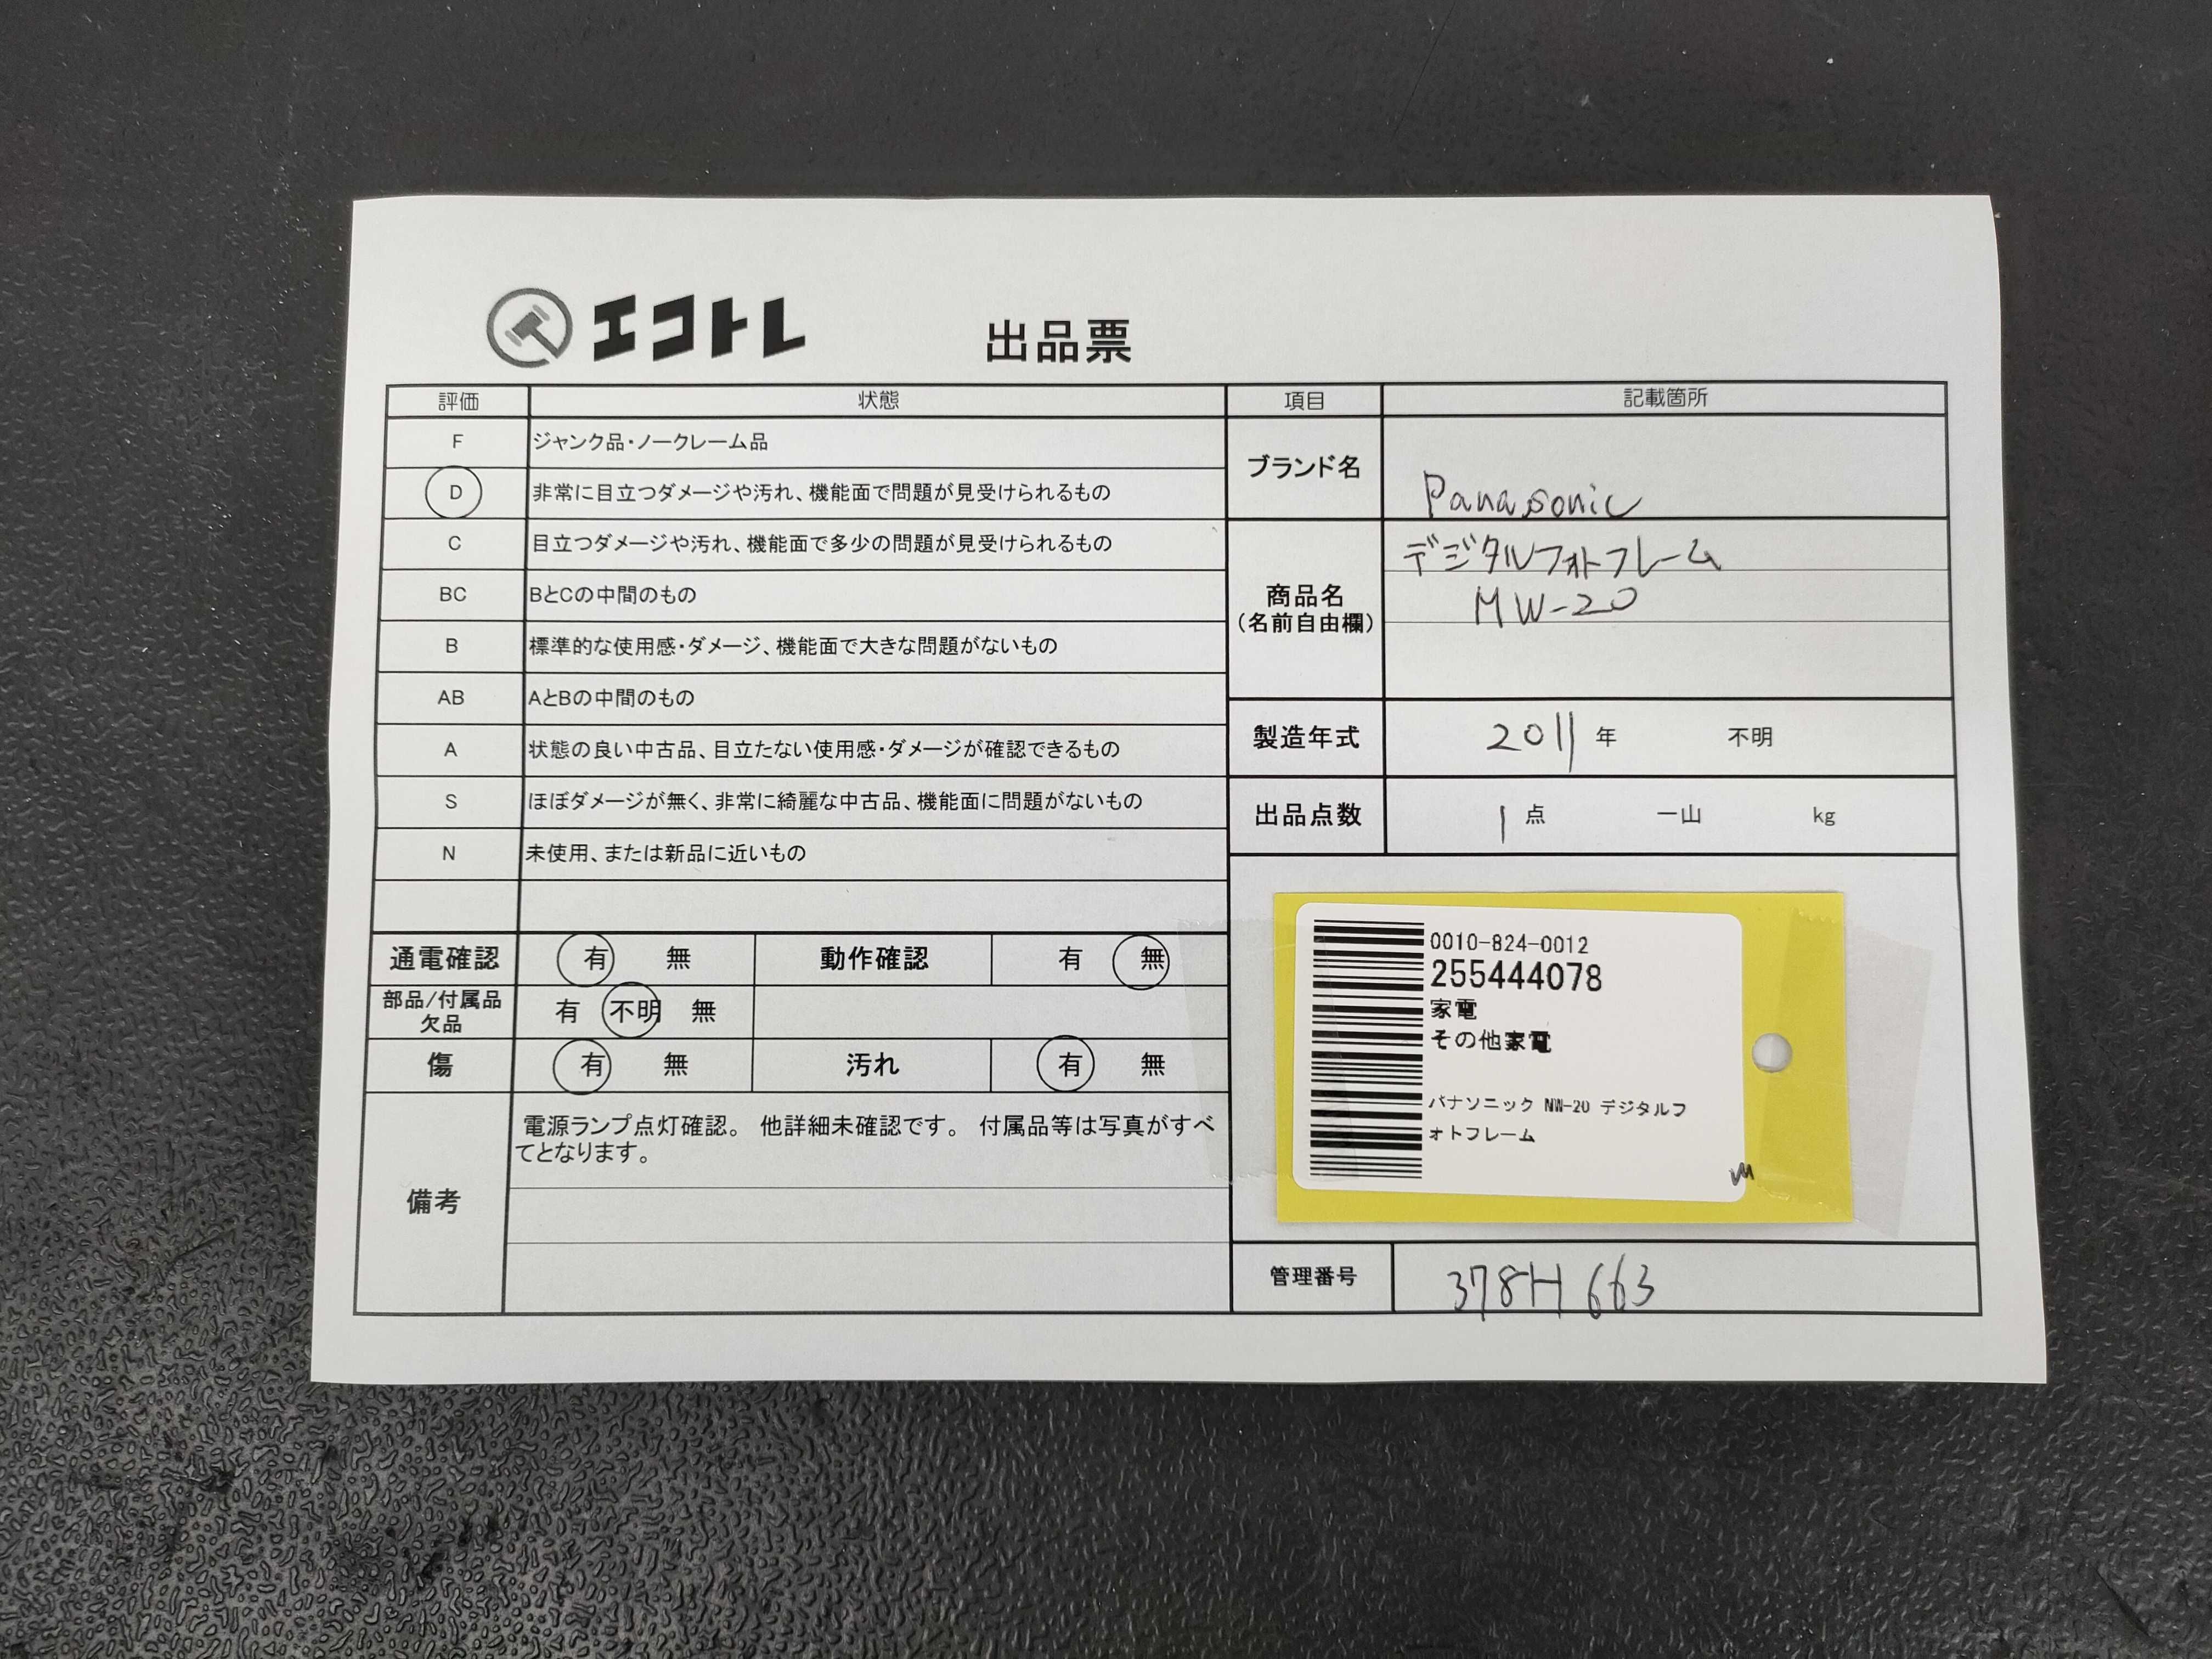 エコトレ 出品票
評価 状態 項目 記載箇所
F ジャンク品・ノークレーム品
D 非常に目立つダメージや汚れ、機能面で問題が見受けられるもの
C 目立つダメージや汚れ、機能面で多少の問題が見受けられるもの
BC BとCの中間のもの
B 標準的な使用感・ダメージ、機能面で大きな問題がないもの
AB AとBの中間のもの
A 状態の良い中古品、目立たない使用感・ダメージが確認できるもの
S ほぼダメージが無く、非常に綺麗な中古品、機能面に問題がないもの
N 未使用、または新品に近いもの
通電確認 有 無 動作確認 有 無
部品/付属品
欠品 有 不明 無
傷 有 無 汚れ 有 無
備考
電源ランプ点灯確認。 他詳細未確認です。 付属品等は写真がすべ
てとなります。
ブランド名 Panasonic
商品名
(名前自由欄)
デジタルフォトフレーム
MW-20
製造年式 2011 年 不明
出品点数 1 点 一山 kg
0010-824-0012
255444078
家電
その他家電
パナソニック NW-20 デジタルフ
ォトフレーム
M
管理番号 378H 663